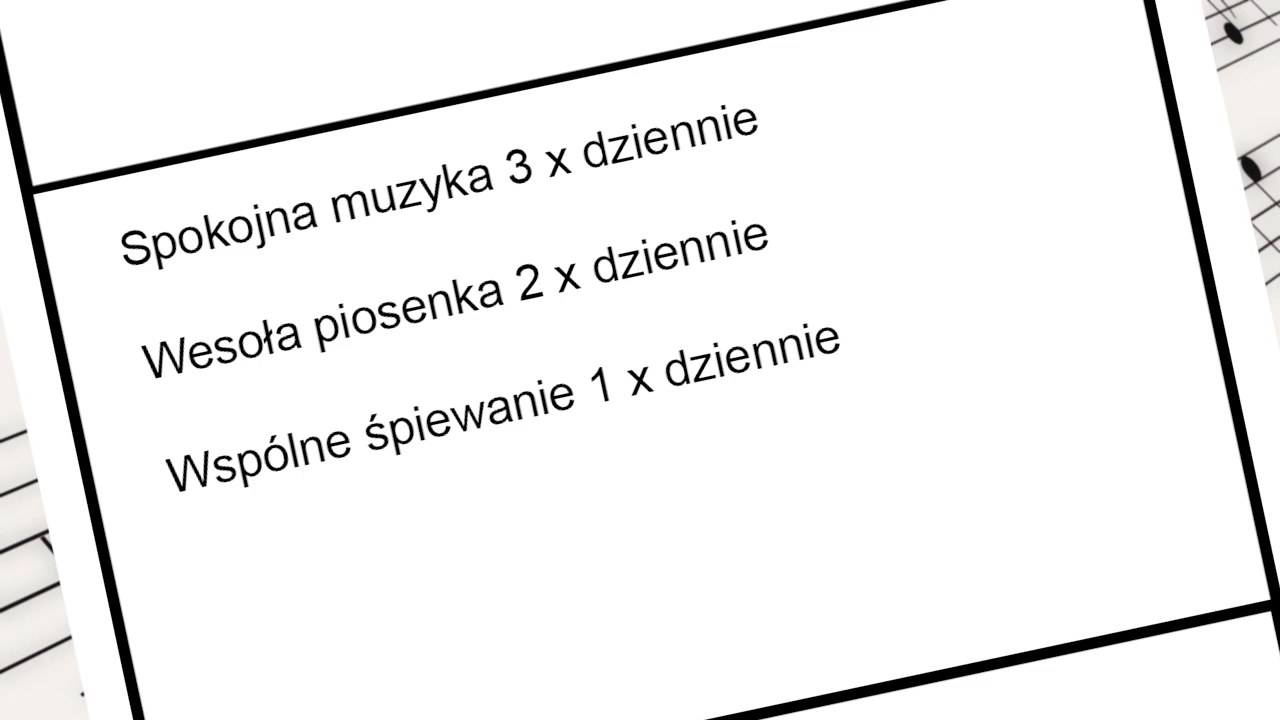 Spokojna muzyka 3 x dziennie
Wesoła piosenka 2 x dziennie
Wspólne śpiewanie 1 x dziennie